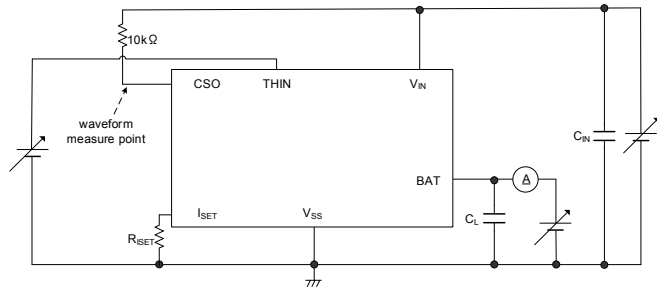 10kΩ
CSO
THIN
VIN
waveform
measure point
CIN
BAT
A
ISET
VSS
CL
RISET